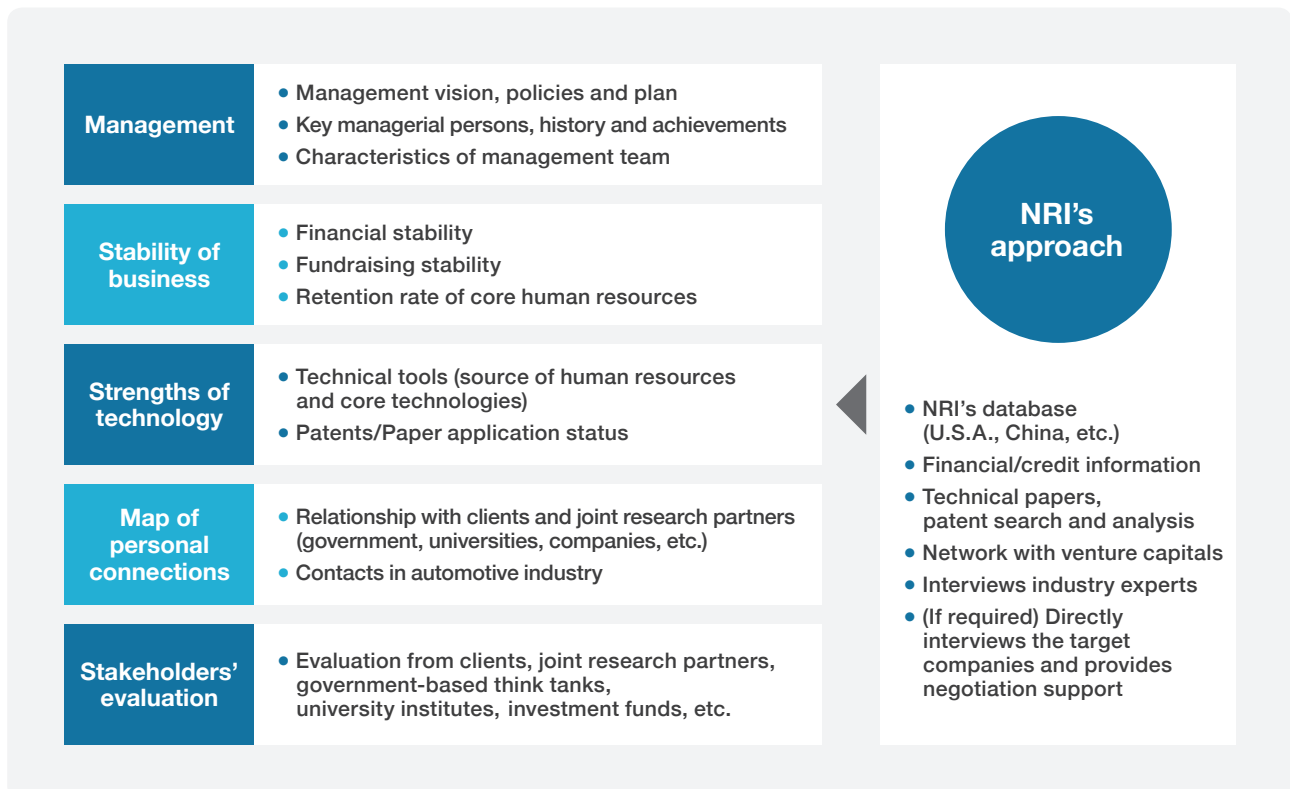 Management
• Management vision, policies and plan
• Key managerial persons, history and achievements
• Characteristics of management team
Stability of
business
• Financial stability
• Fundraising stability
• Retention rate of core human resources
Strengths of
technology
• Technical tools (source of human resources
and core technologies)
• Patents/Paper application status
Map of
personal
connections
• Relationship with clients and joint research partners
(government, universities, companies, etc.)
• Contacts in automotive industry
Stakeholders’
evaluation
• Evaluation from clients, joint research partners,
government-based think tanks,
university institutes, investment funds, etc.
NRI’s
approach
• NRI’s database
(U.S.A., China, etc.)
• Financial/credit information
• Technical papers,
patent search and analysis
• Network with venture capitals
• Interviews industry experts
• (If required) Directly
interviews the target
companies and provides
negotiation support